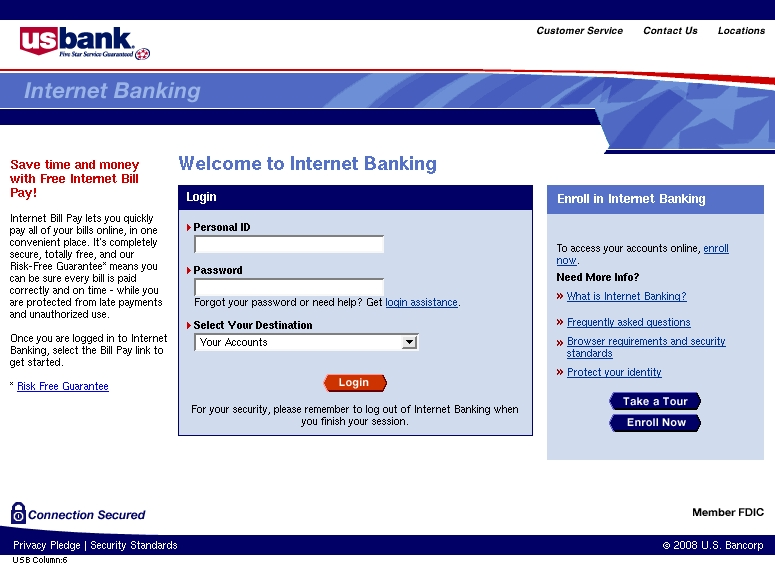 Customer Service Contact Us Locations
usbank.
Five Star Service Guaranteed
Internet Banking
Save time and money
with Free Internet Bill
Pay!
Internet Bill Pay lets you quickly
pay all of your bills online, in one
convenient place. It's completely
secure, totally free, and our
Risk-Free Guarantee* means you
can be sure every bill is paid
correctly and on time - while you
are protected from late payments
and unauthorized use.
Once you are logged in to Internet
Banking, select the Bill Pay link to
get started.
* Risk Free Guarantee
Welcome to Internet Banking
Login
Personal ID
Password
Forgot your password or need help? Get login assistance.
Select Your Destination
Your Accounts
Login
For your security, please remember to log out of Internet Banking when
you finish your session.
Enroll in Internet Banking
To access your accounts online, enroll
now.
Need More Info?
» What is Internet Banking?
» Frequently asked questions
» Browser requirements and security
standards
» Protect your identity
Take a Tour
Enroll Now
Connection Secured
Member FDIC
Privacy Pledge | Security Standards
© 2008 U.S. Bancorp
USB Column:6